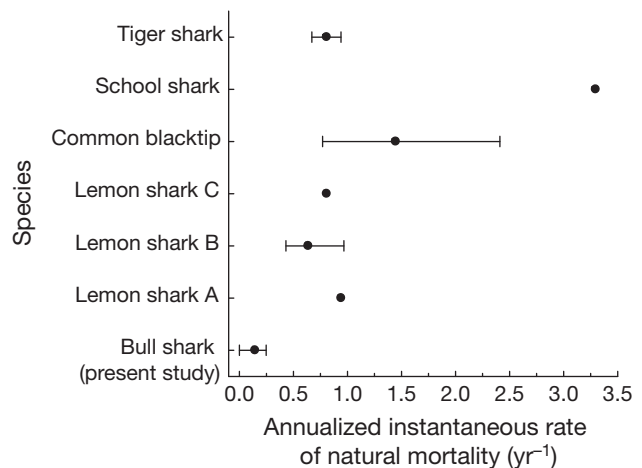 Tiger shark
School shark
Common blacktip
Lemon shark C
Lemon shark B
Lemon shark A
Bull shark
(present study)
Species
0.0 0.5 1.0 1.5 2.0 2.5 3.0 3.5
Annualized instantaneous rate
of natural mortality (yr⁻¹)